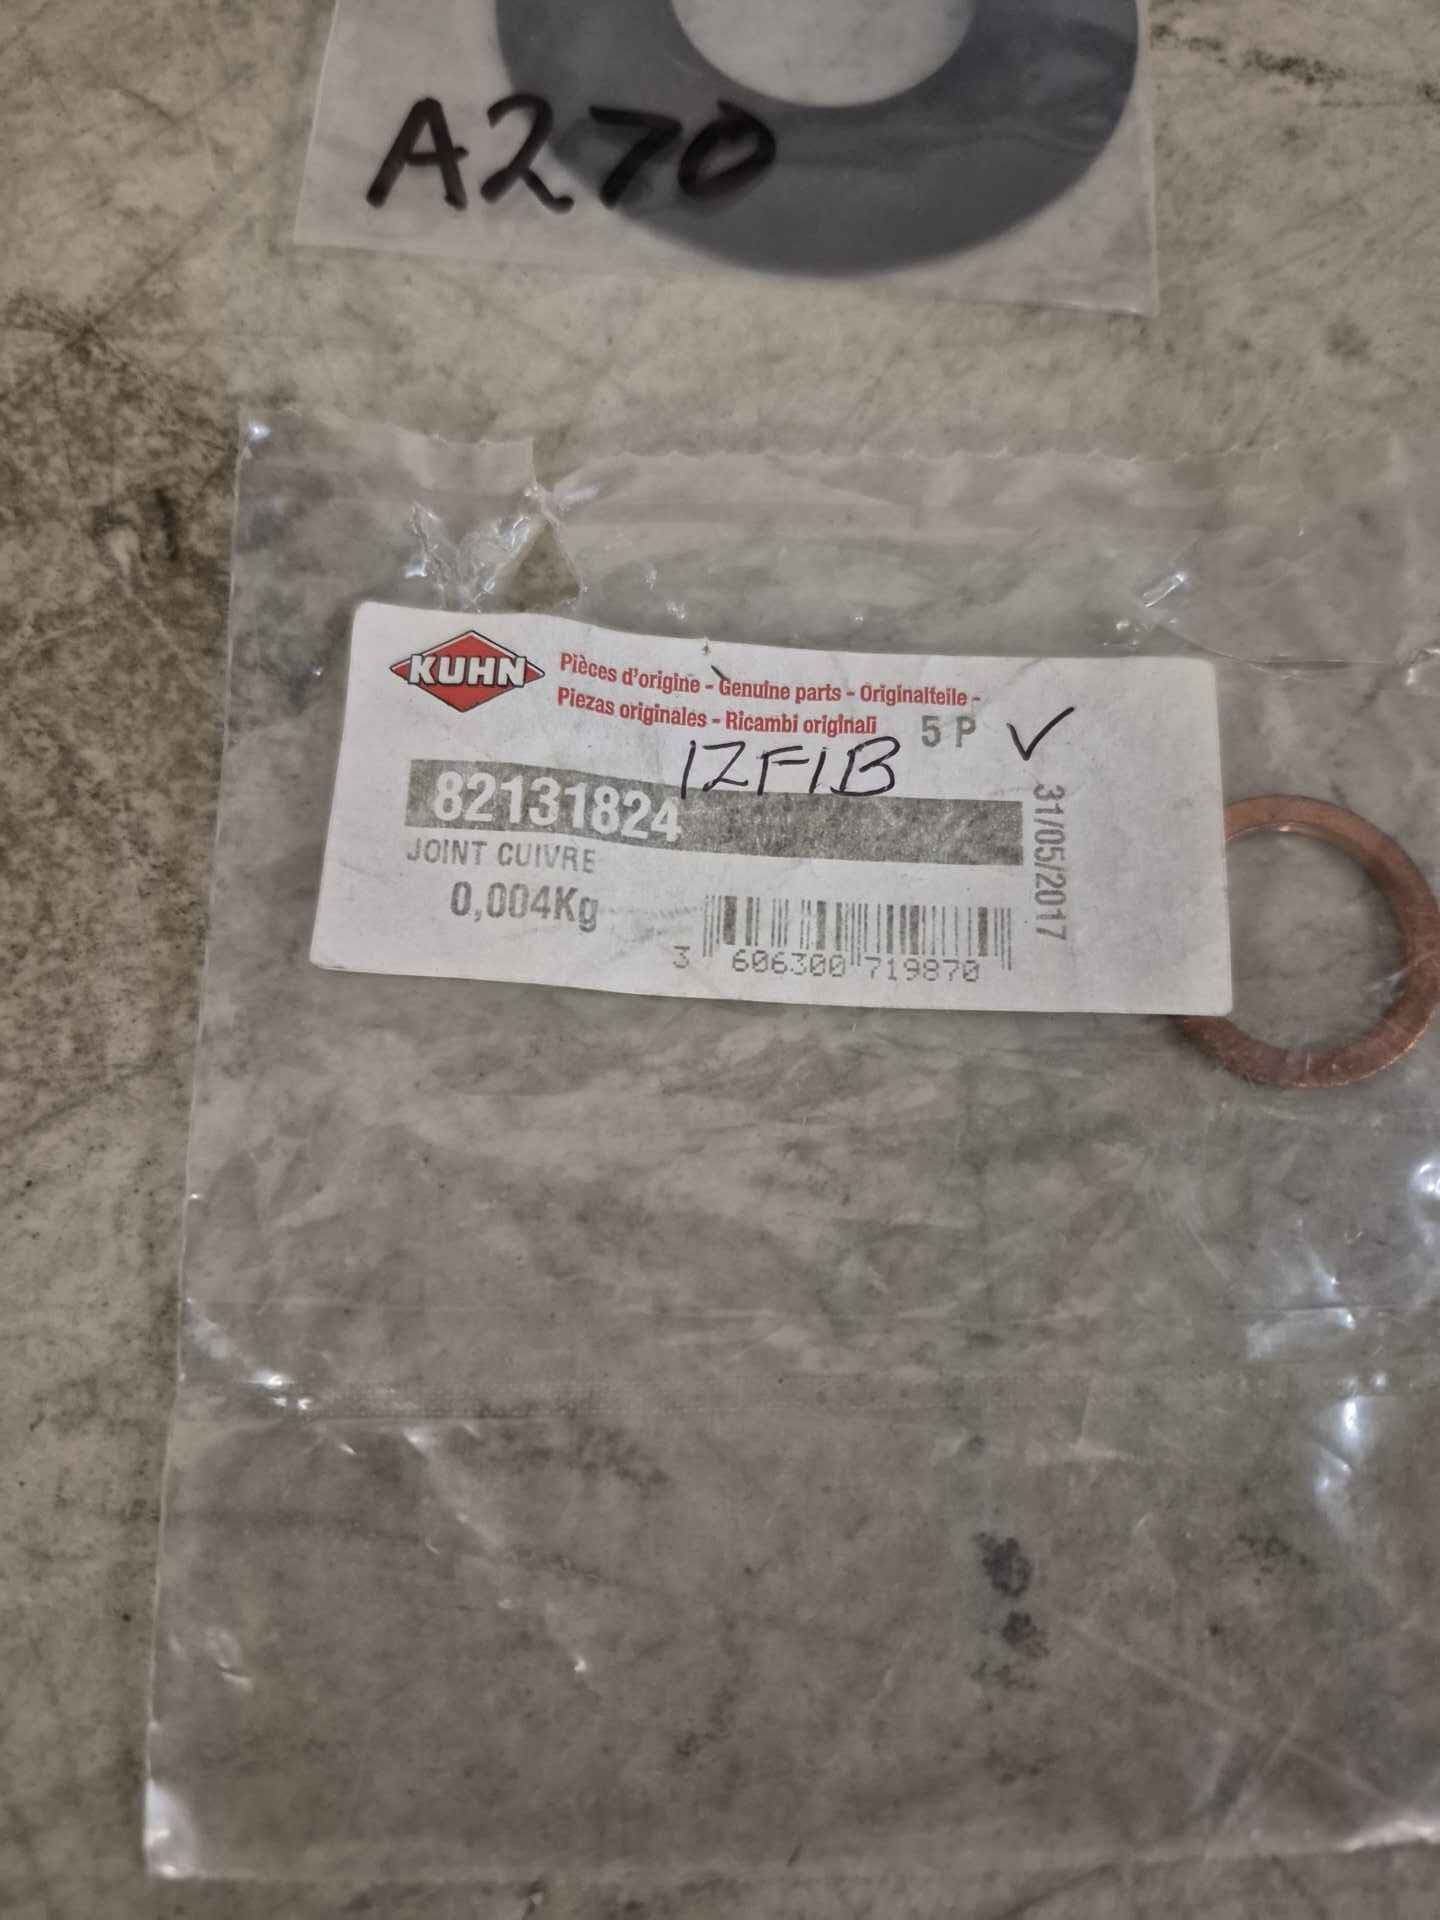 A270
KUHN
Pièces d'origine - Genuine parts - Originalteile -
Piezas originales - Ricambi originali
5 P ✓
12F1B
82131824
JOINT CUIVRE
0,004Kg
31/05/2017
3 606300 719870